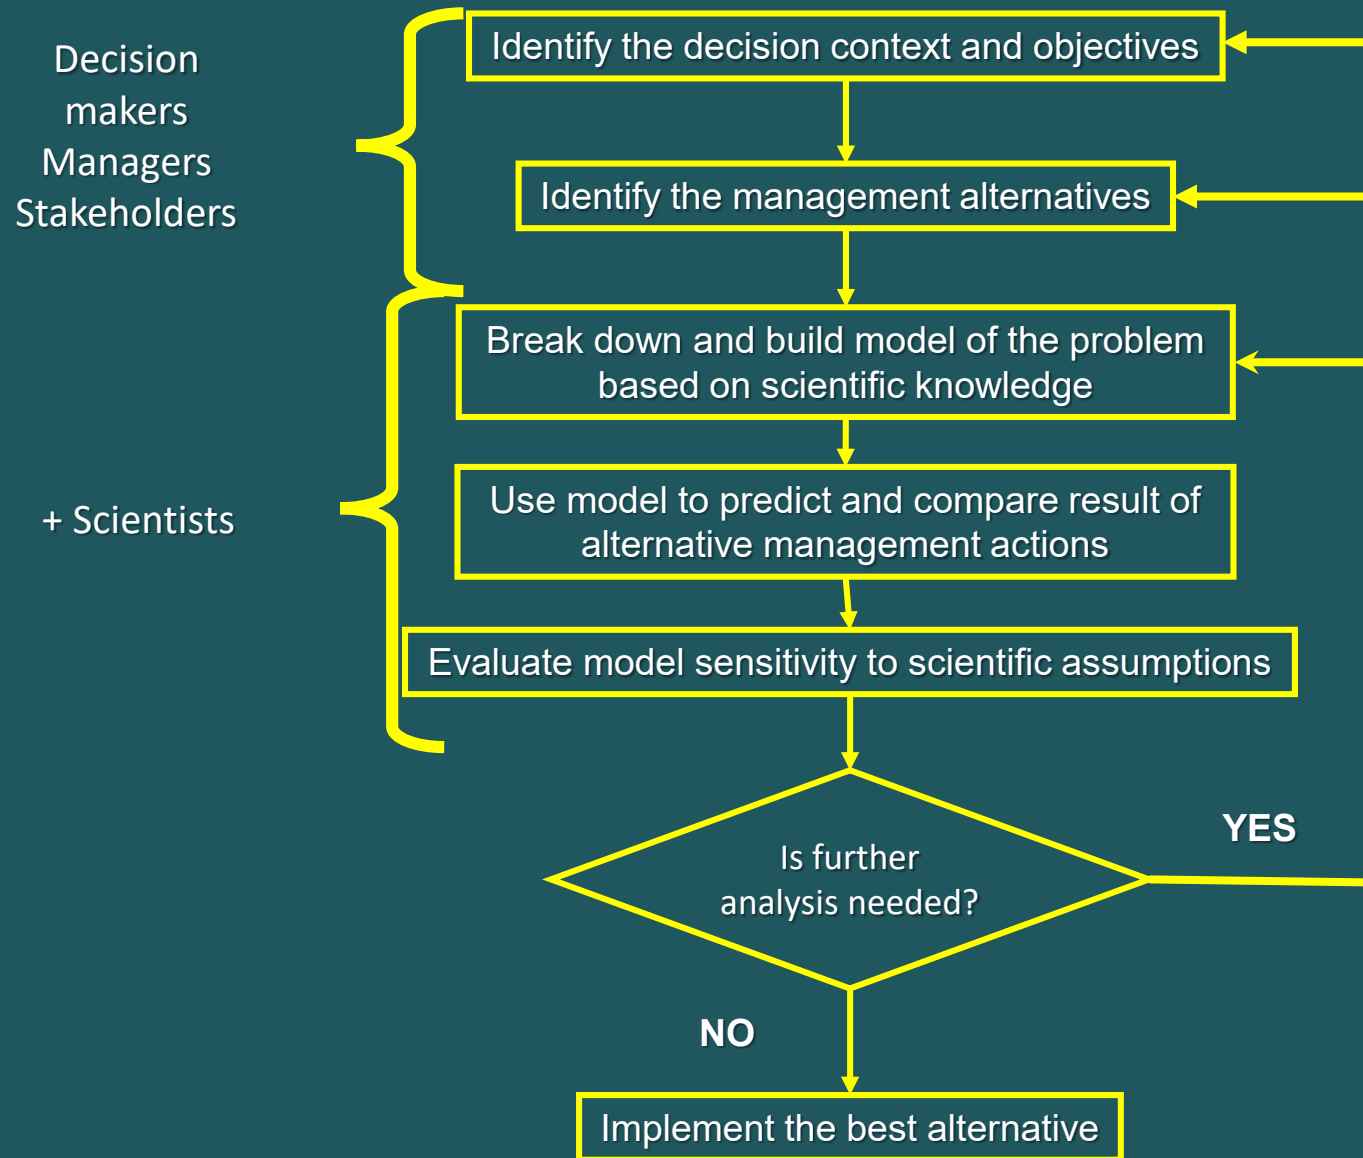 Decision
makers
Managers
Stakeholders
Identify the decision context and objectives
Identify the management alternatives
Break down and build model of the problem
based on scientific knowledge
+ Scientists
Use model to predict and compare result of
alternative management actions
Evaluate model sensitivity to scientific assumptions
Is further
analysis needed?
YES
NO
Implement the best alternative